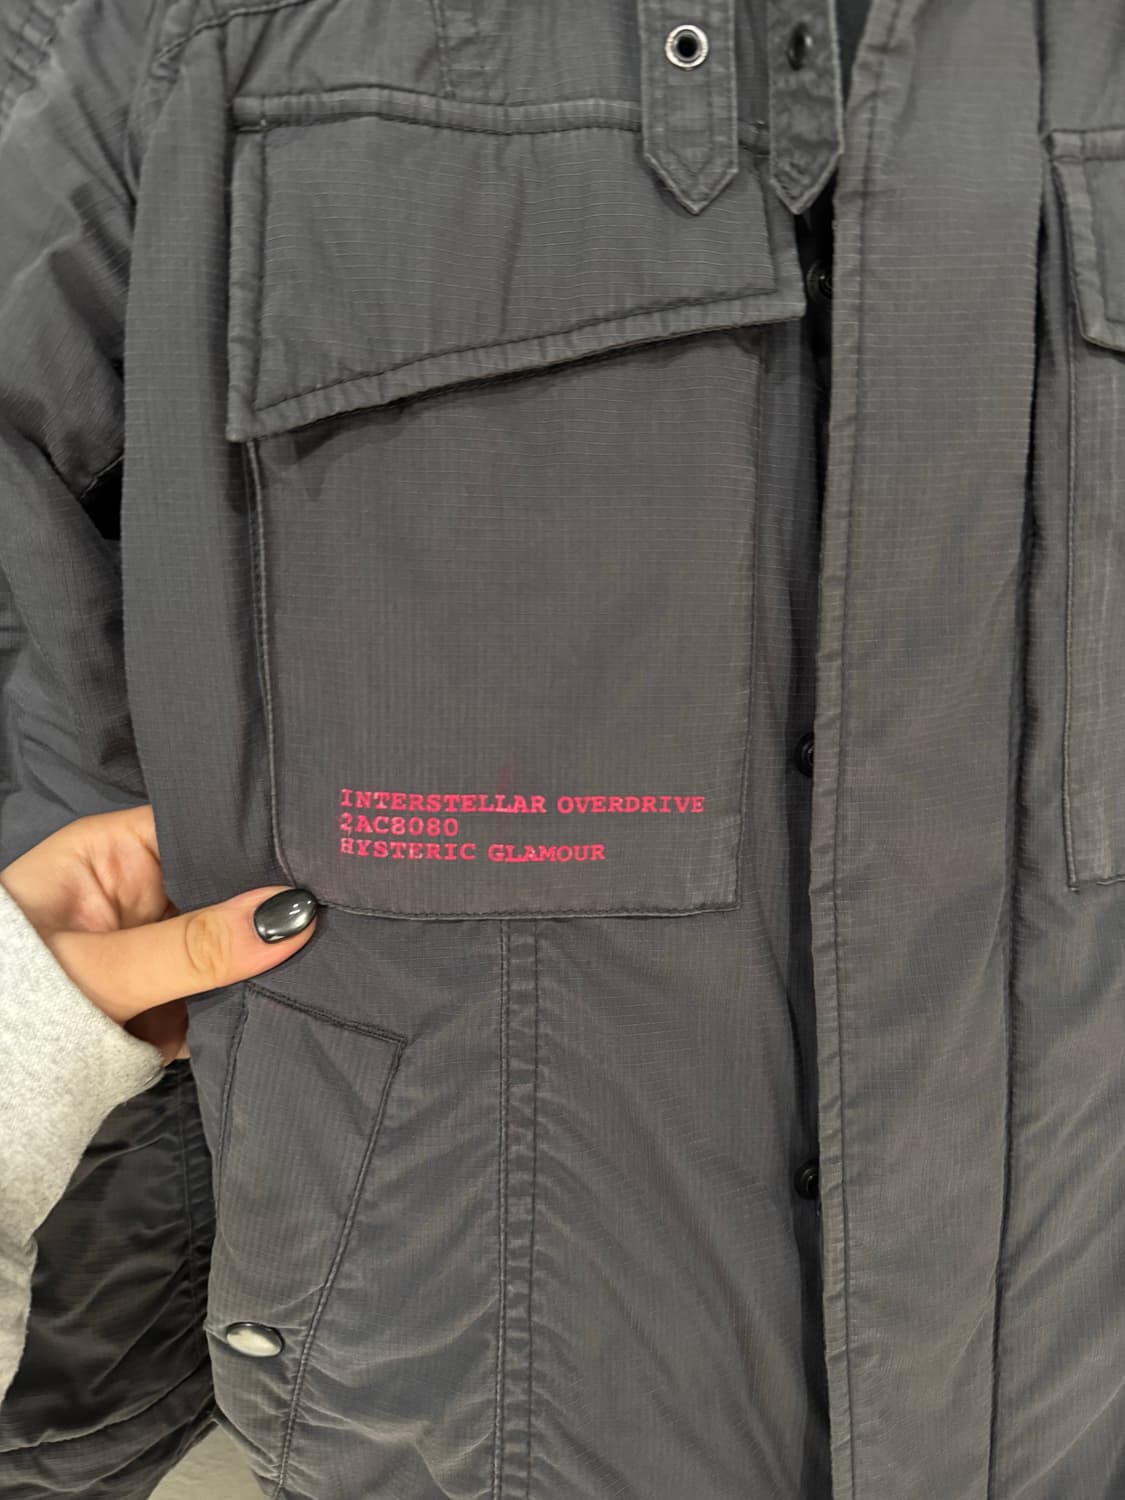 INTERSTELLAR OVERDRIVE
2AC8080
HYSTERIC GLAMOUR